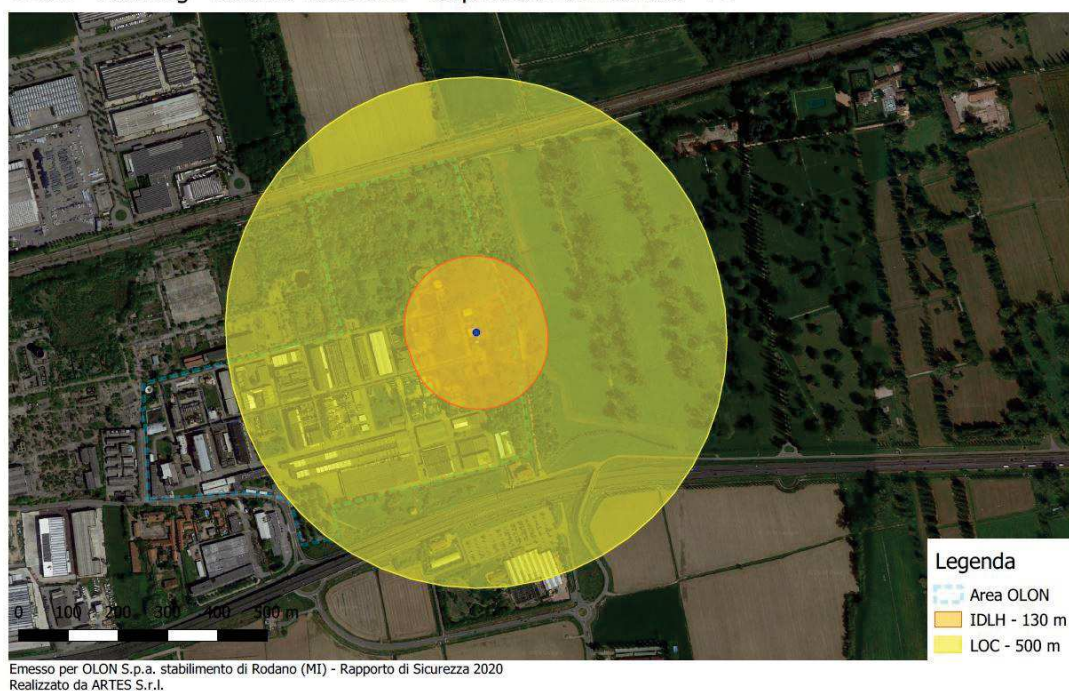 Legenda
Area OLON
IDLH - 130 m
LOC - 500 m
0 100 200 300 400 500 m
Emesso per OLON S.p.a. stabilimento di Rodano (MI) - Rapporto di Sicurezza 2020
Realizzato da ARTES S.r.l.